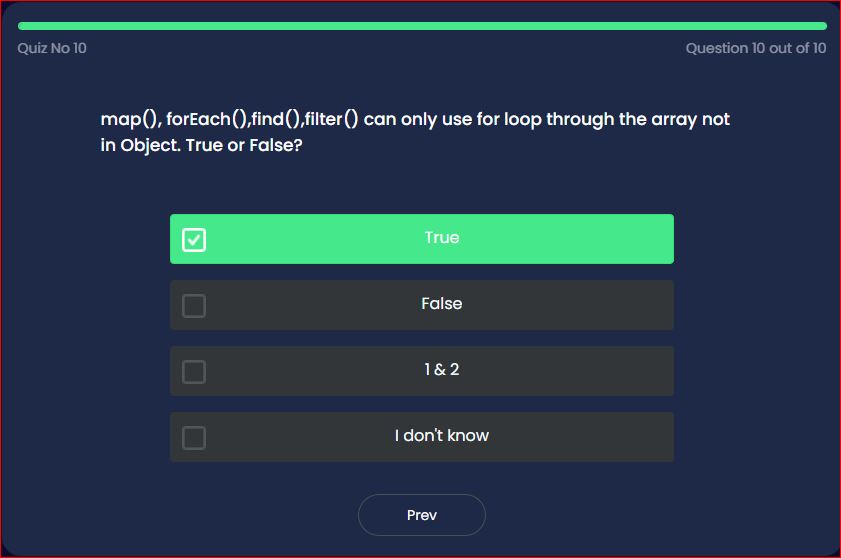 Quiz No 10
Question 10 out of 10
map(), forEach(),find(),filter() can only use for loop through the array not
in Object. True or False?
True
False
1 & 2
I don't know
Prev